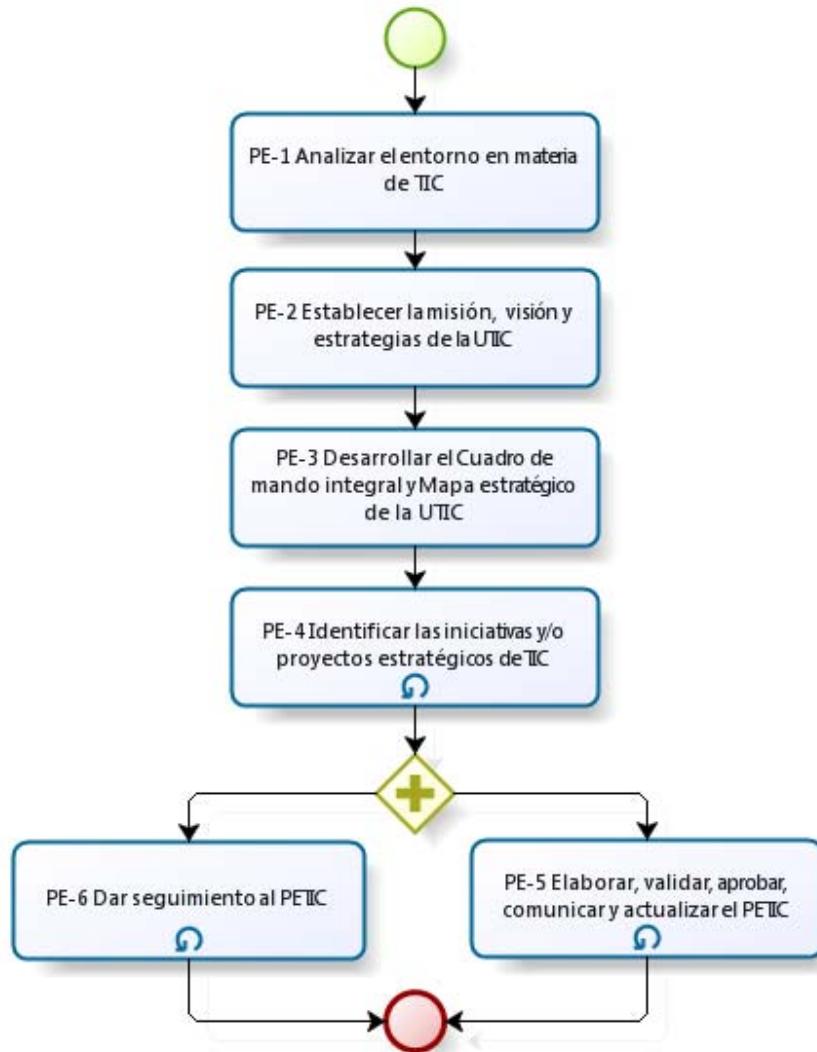 PE-1 Analizar el entorno en materia
de TIC
PE-2 Establecer la misión, visión y
estrategias de la UTIC
PE-3 Desarrollar el Cuadro de
mando integral y Mapa estratégico
de la UTIC
PE-4 Identificar las iniciativas y/o
proyectos estratégicos de TIC
PE-6 Dar seguimiento al PETIC
PE-5 Elaborar, validar, aprobar,
comunicar y actualizar el PETIC